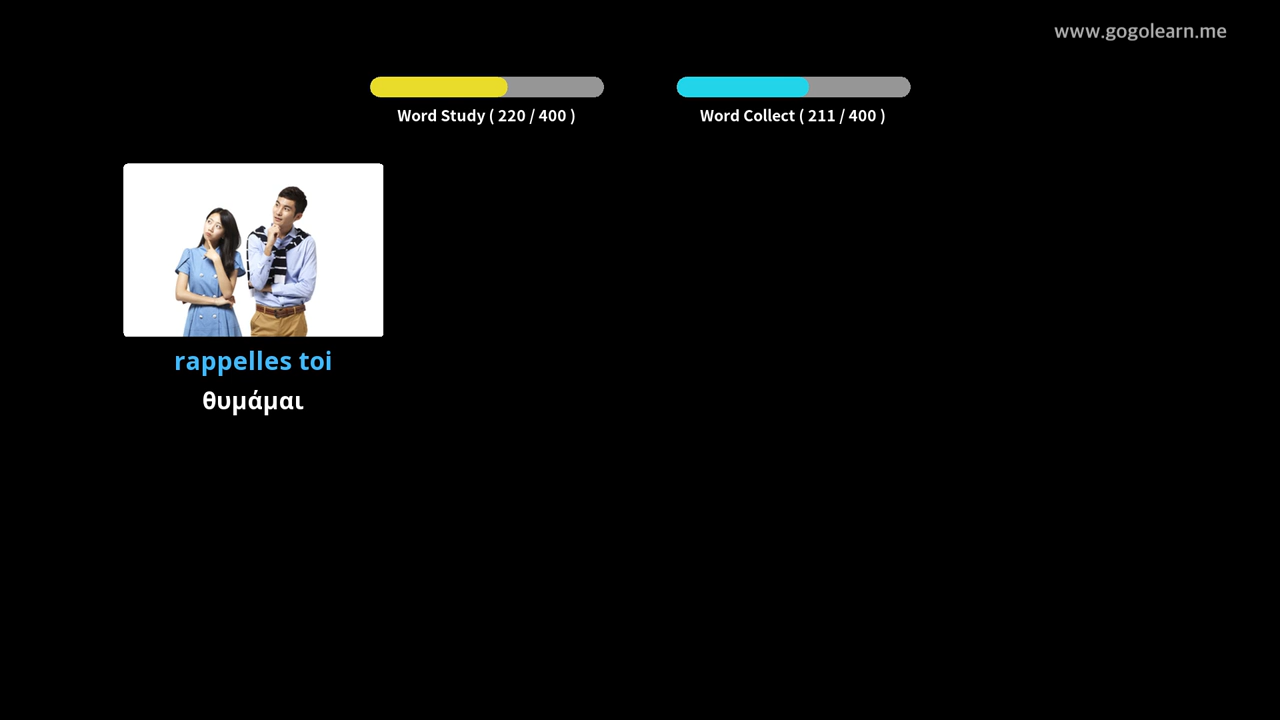 www.gogolearn.me
Word Study ( 220 / 400 )
Word Collect ( 211 / 400 )
rappelles toi
θυμάμαι